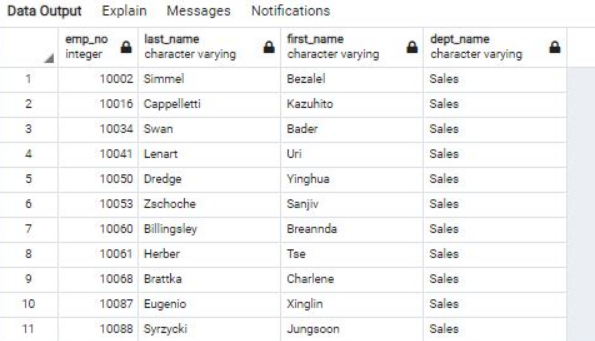 Data Output Explain Messages Notifications
emp_no last_name first_name dept_name
integer character varying character varying character varying
1 10002 Simmel Bezalel Sales
2 10016 Cappelletti Kazuhito Sales
3 10034 Swan Bader Sales
4 10041 Lenart Uri Sales
5 10050 Dredge Yinghua Sales
6 10053 Zschoche Sanjiv Sales
7 10060 Billingsley Breannda Sales
8 10061 Herber Tse Sales
9 10068 Brattka Charlene Sales
10 10087 Eugenio Xinglin Sales
11 10088 Syrzycki Jungsoon Sales